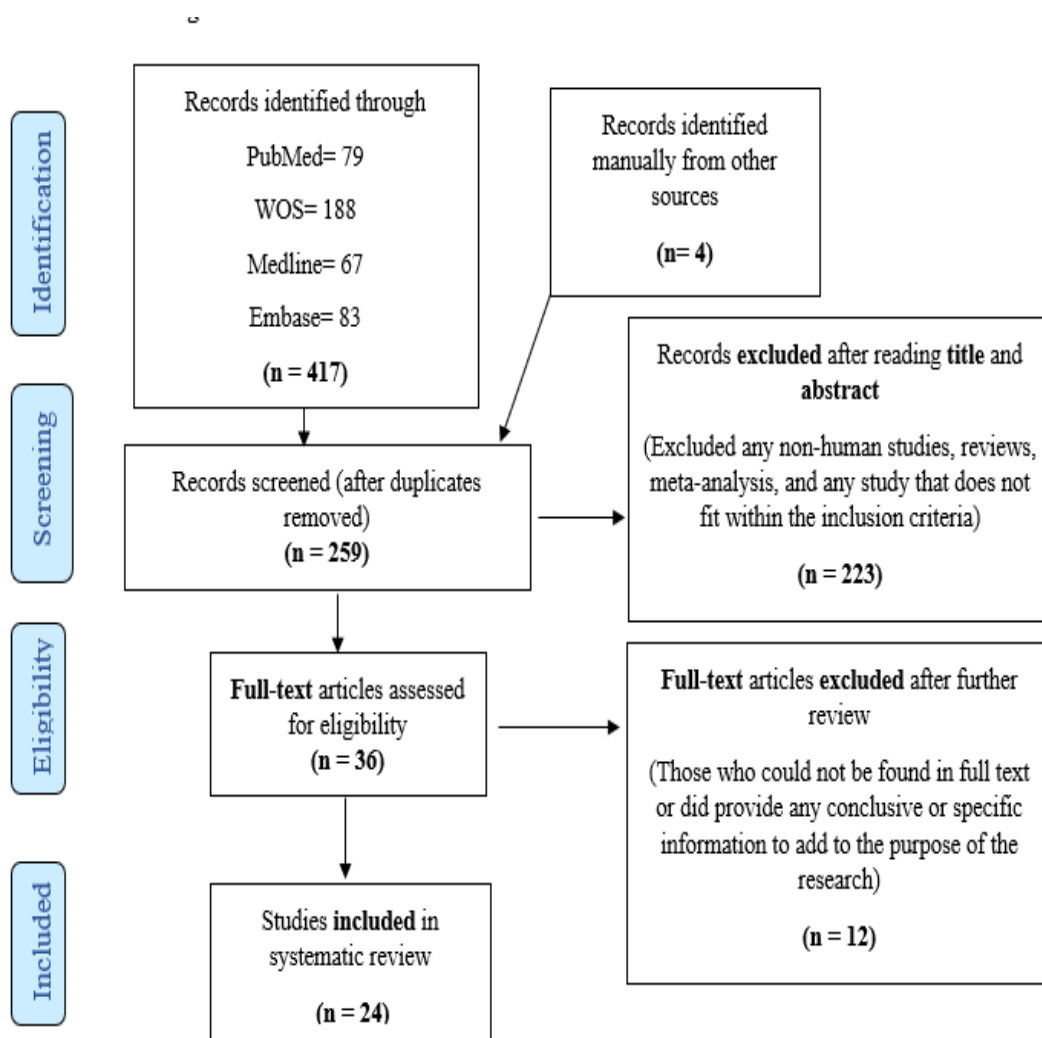 Identification
Records identified through
PubMed= 79
WOS= 188
Medline= 67
Embase= 83
(n = 417)
Records identified
manually from other
sources
(n= 4)
Screening
Records screened (after duplicates
removed)
(n = 259)
Records excluded after reading title and
abstract
(Excluded any non-human studies, reviews,
meta-analysis, and any study that does not
fit within the inclusion criteria)
(n = 223)
Eligibility
Full-text articles assessed
for eligibility
(n = 36)
Full-text articles excluded after further
review
(Those who could not be found in full text
or did provide any conclusive or specific
information to add to the purpose of the
research)
(n = 12)
Included
Studies included in
systematic review
(n = 24)